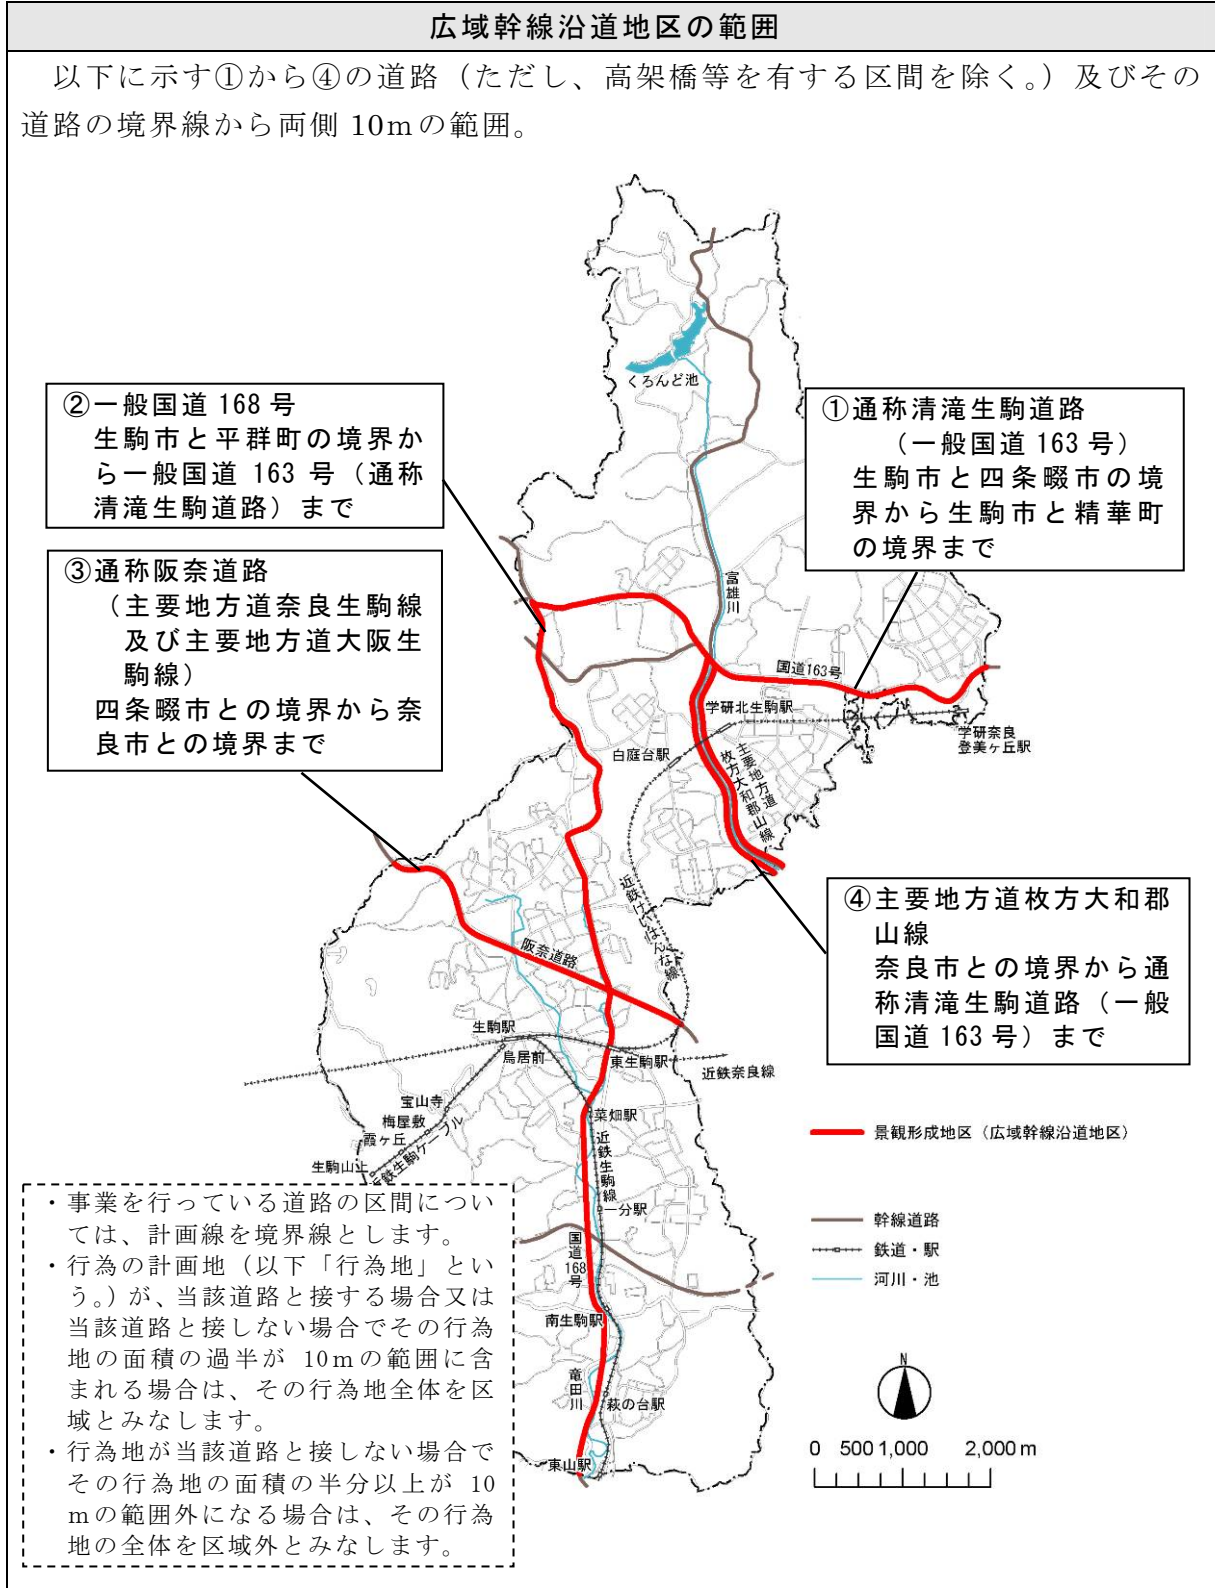 広域幹線沿道地区の範囲
以下に示す①から④の道路（ただし、高架橋等を有する区間を除く。）及びその
道路の境界線から両側 10ｍの範囲。
②一般国道 168 号
生駒市と平群町の境界か
ら一般国道 163 号（通称
清滝生駒道路）まで
①通称清滝生駒道路
（一般国道 163 号）
生駒市と四条畷市の境
界から生駒市と精華町
の境界まで
③通称阪奈道路
（主要地方道奈良生駒線
及び主要地方道大阪生
駒線）
四条畷市との境界から奈
良市との境界まで
④主要地方道枚方大和郡
山線
奈良市との境界から通
称清滝生駒道路（一般
国道 163 号）まで
くろんど池
富雄川
国道163号
学研北生駒駅
学研奈良
登美ヶ丘駅
白庭台駅
主要地方道
枚方大和郡山線
近鉄けいはんな線
阪奈道路
生駒駅
鳥居前
東生駒駅
近鉄奈良線
宝山寺
梅屋敷
霞ヶ丘
生駒山上
近鉄生駒ケーブル
菜畑駅
近鉄生駒線
一分駅
国道168号
南生駒駅
竜田川
萩の台駅
東山駅
景観形成地区（広域幹線沿道地区）
幹線道路
鉄道・駅
河川・池
N
0 500 1,000 2,000 m
・事業を行っている道路の区間につい
ては、計画線を境界線とします。
・行為の計画地（以下「行為地」とい
う。）が、当該道路と接する場合又は
当該道路と接しない場合でその行為
地の面積の過半が 10ｍの範囲に含
まれる場合は、その行為地全体を区
域とみなします。
・行為地が当該道路と接しない場合で
その行為地の面積の半分以上が 10
ｍの範囲外になる場合は、その行為
地の全体を区域外とみなします。